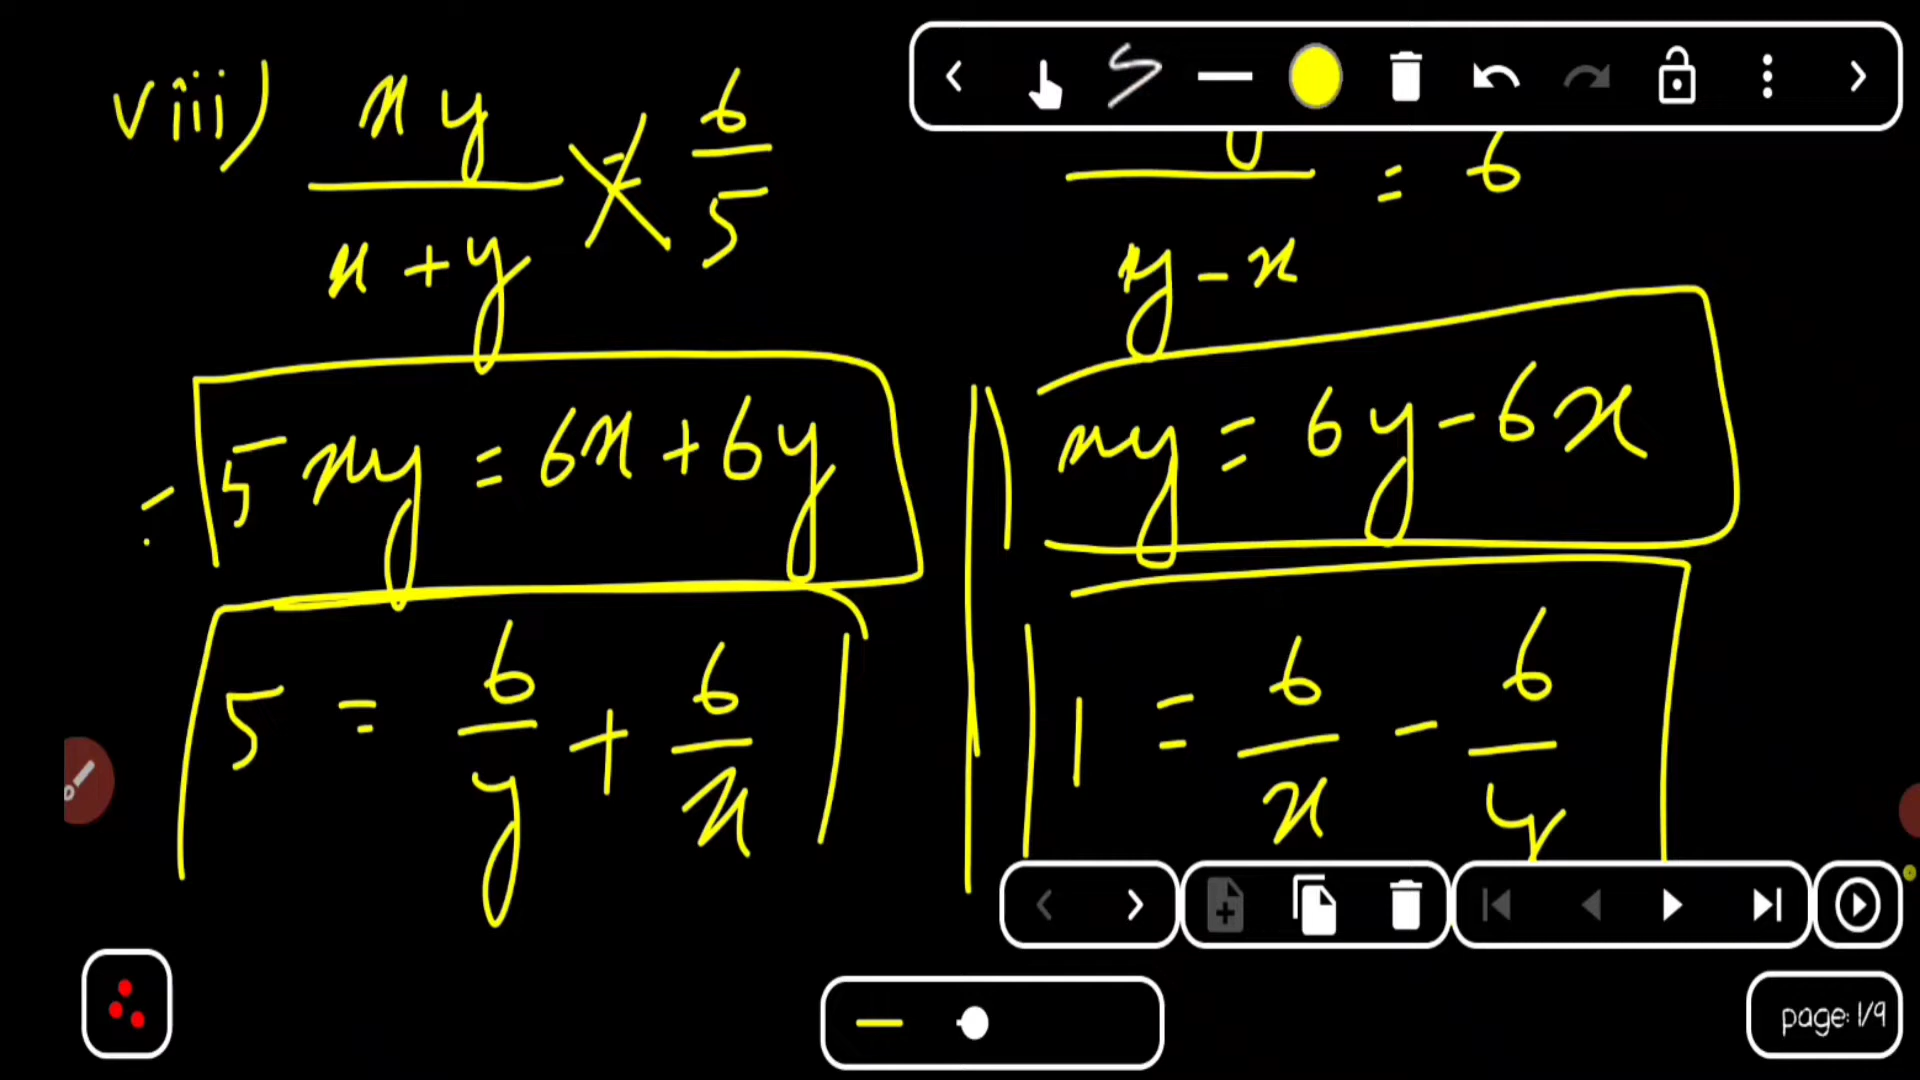 viii) xy/x+y = 6/5
y/y-x = 6
∴ 5xy = 6x+6y
xy = 6y-6x
5 = 6/y + 6/x
1 = 6/x - 6/y
page: 1/9